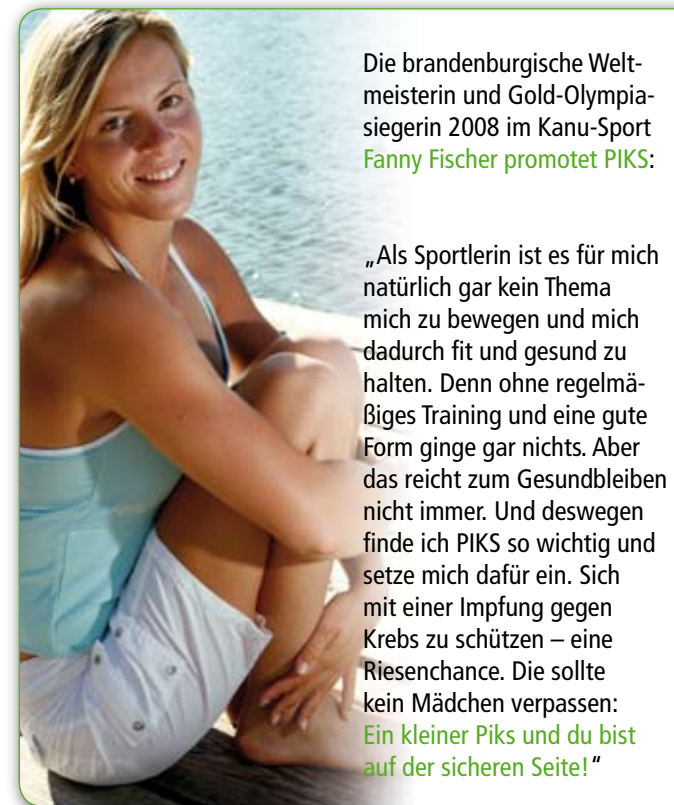 Die brandenburgische Welt-
meisterin und Gold-Olympia-
siegerin 2008 im Kanu-Sport
Fanny Fischer promotet PIKS:
„Als Sportlerin ist es für mich
natürlich gar kein Thema
mich zu bewegen und mich
dadurch fit und gesund zu
halten. Denn ohne regelmä-
ßiges Training und eine gute
Form ginge gar nichts. Aber
das reicht zum Gesundbleiben
nicht immer. Und deswegen
finde ich PIKS so wichtig und
setze mich dafür ein. Sich
mit einer Impfung gegen
Krebs zu schützen – eine
Riesenchance. Die sollte
kein Mädchen verpassen:
Ein kleiner Piks und du bist
auf der sicheren Seite!"